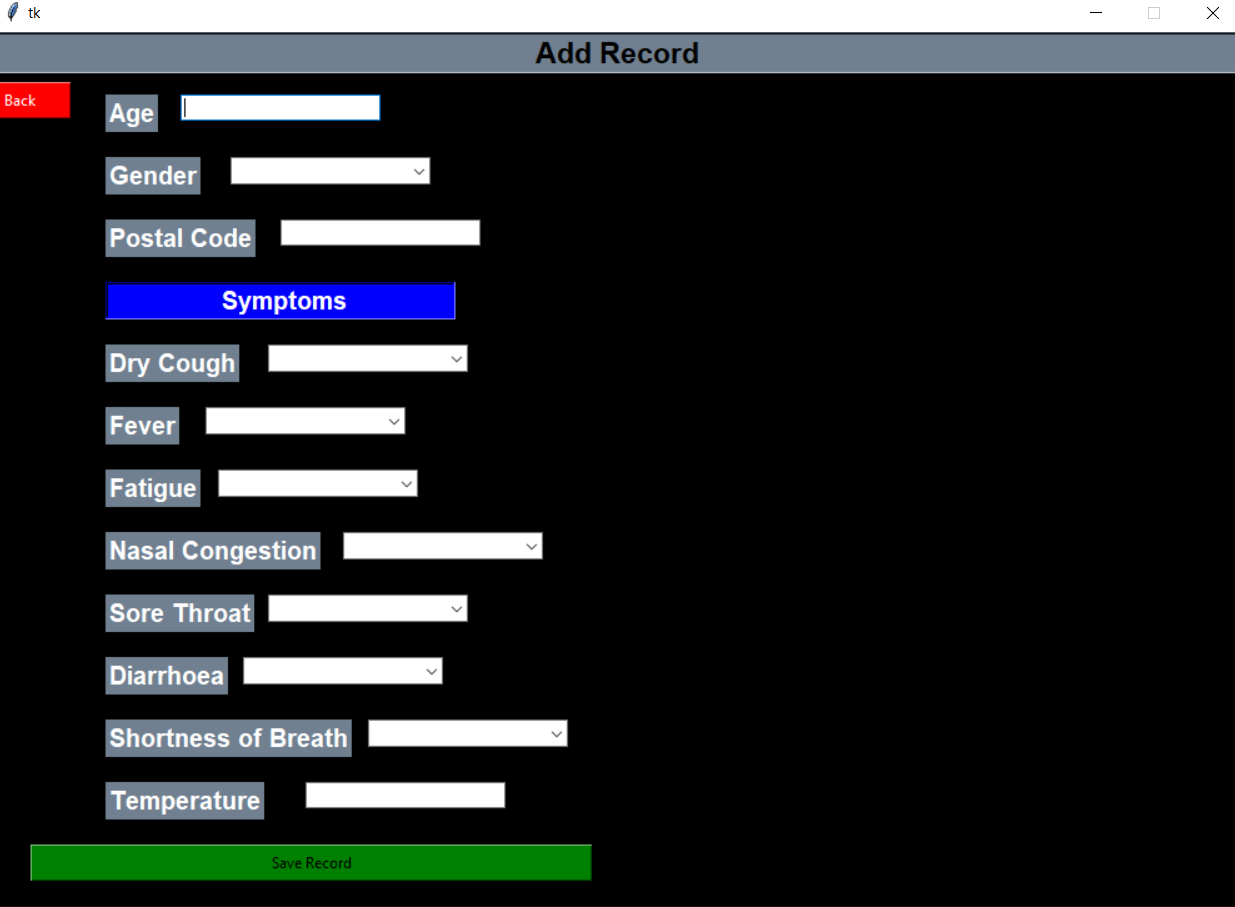 tk
Add Record
Back
Age
Gender
Postal Code
Symptoms
Dry Cough
Fever
Fatigue
Nasal Congestion
Sore Throat
Diarrhoea
Shortness of Breath
Temperature
Save Record